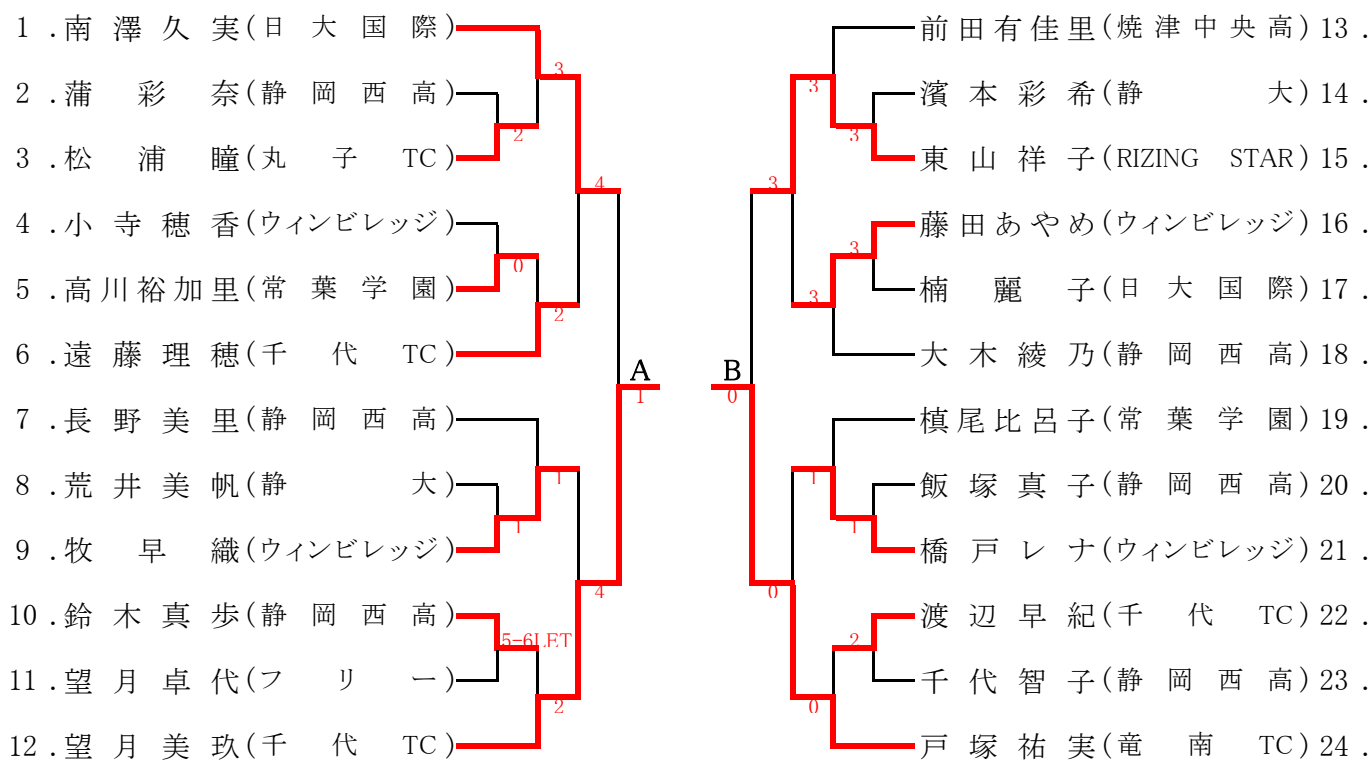 1 .南澤久実(日大国際)
3
2 .蒲彩奈(静岡西高)
2
3 .松浦瞳(丸子TC)
4
4 .小寺穂香(ウィンビレッジ)
0
5 .高川裕加里(常葉学園)
2
6 .遠藤理穂(千代TC)
A
1
7 .長野美里(静岡西高)
1
8 .荒井美帆(静大)
1
9 .牧早織(ウィンビレッジ)
4
10 .鈴木真歩(静岡西高)
5-6LET
11 .望月卓代(フリー)
2
12 .望月美玖(千代TC)
前田有佳里(焼津中央高) 13 .
3
濱本彩希(静大) 14 .
3
東山祥子(RIZING STAR) 15 .
3
藤田あやめ(ウィンビレッジ) 16 .
3
楠麗子(日大国際) 17 .
3
大木綾乃(静岡西高) 18 .
B
0
槙尾比呂子(常葉学園) 19 .
1
飯塚真子(静岡西高) 20 .
1
橋戸レナ(ウィンビレッジ) 21 .
0
渡辺早紀(千代TC) 22 .
2
千代智子(静岡西高) 23 .
0
戸塚祐実(竜南TC) 24 .